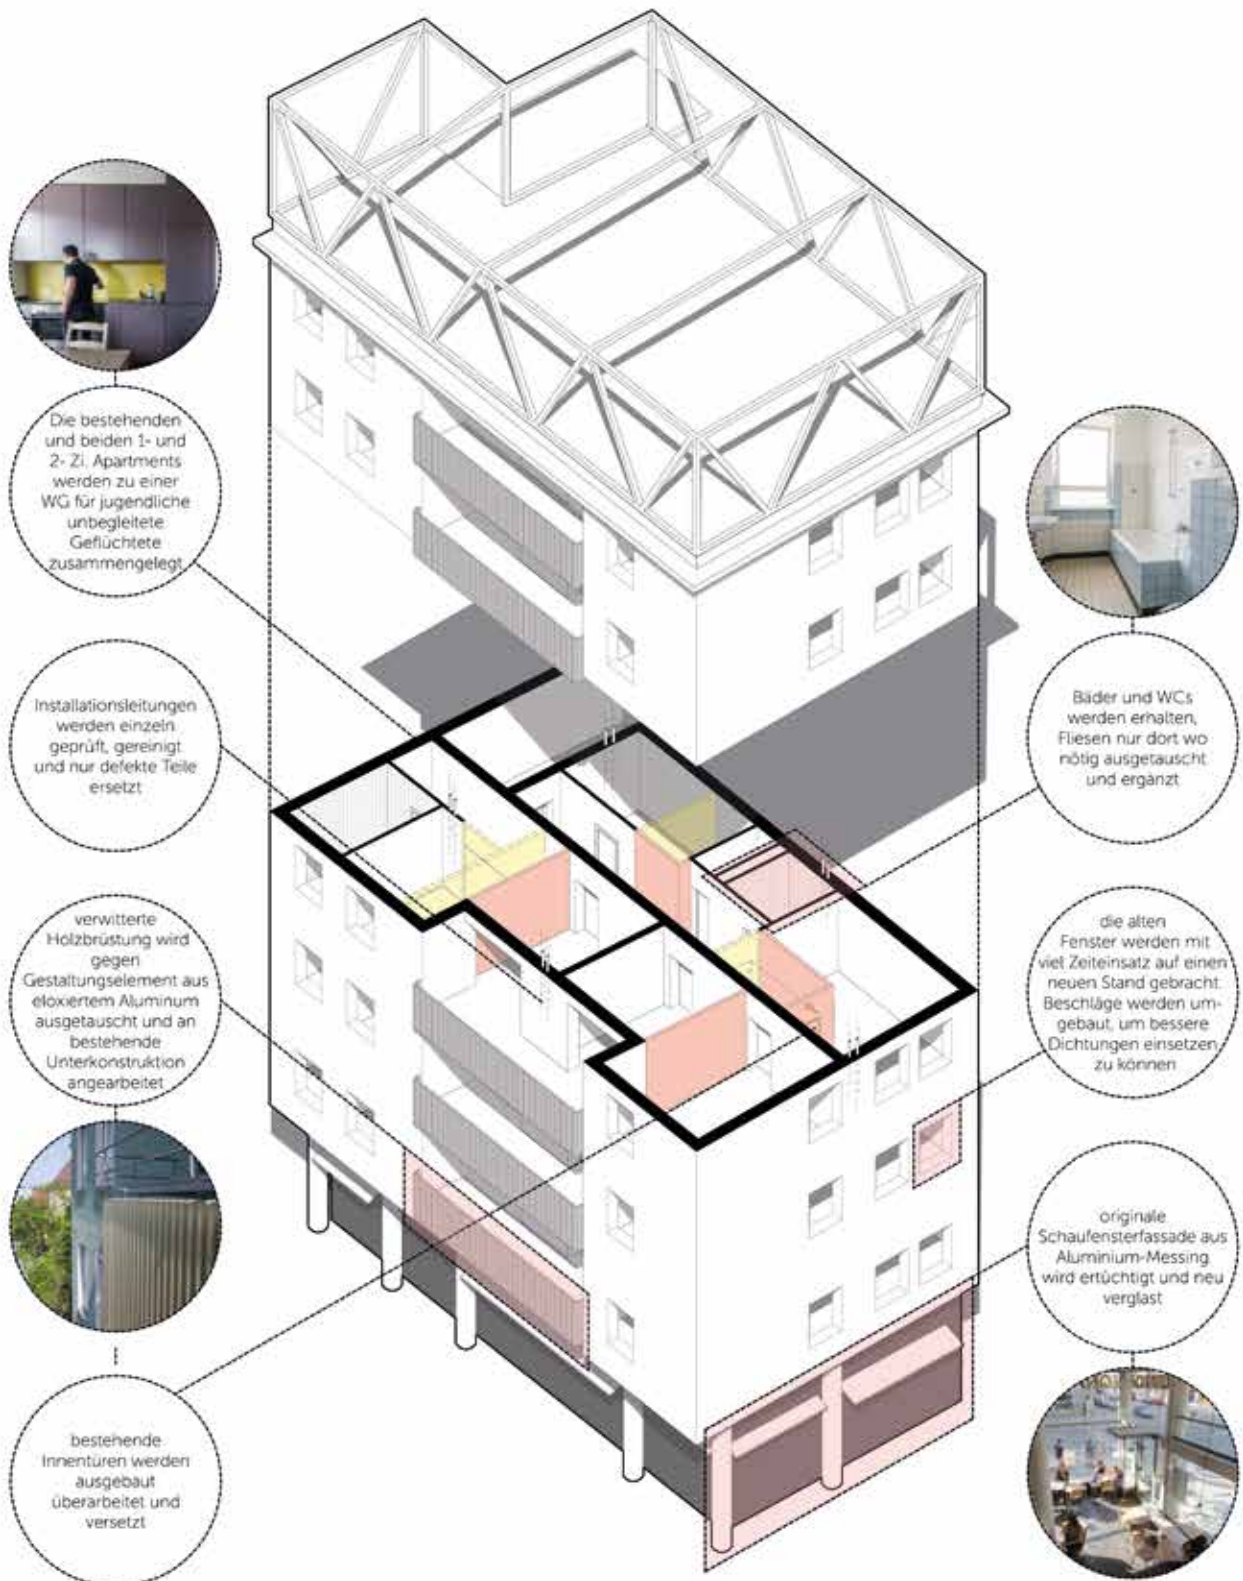 Die bestehenden
und beiden 1- und
2- Zi. Apartments
werden zu einer
WG für jugendliche
unbegleitete
Geflüchtete
zusammengelegt
Installationsleitungen
werden einzeln
geprüft, gereinigt
und nur defekte Teile
ersetzt
verwitterte
Holzbrüstung wird
gegen
Gestaltungselement aus
eloxiertem Aluminum
ausgetauscht und an
bestehende
Unterkonstruktion
angearbeitet
bestehende
Innentüren werden
ausgebaut
überarbeitet und
versetzt
Bäder und WCs
werden erhalten,
Fliesen nur dort wo
nötig ausgetauscht
und ergänzt
die alten
Fenster werden mit
viel Zeiteinsatz auf einen
neuen Stand gebracht.
Beschläge werden um-
gebaut, um bessere
Dichtungen einsetzen
zu können
originale
Schaufensterfassade aus
Aluminium-Messing
wird ertüchtigt und neu
verglast